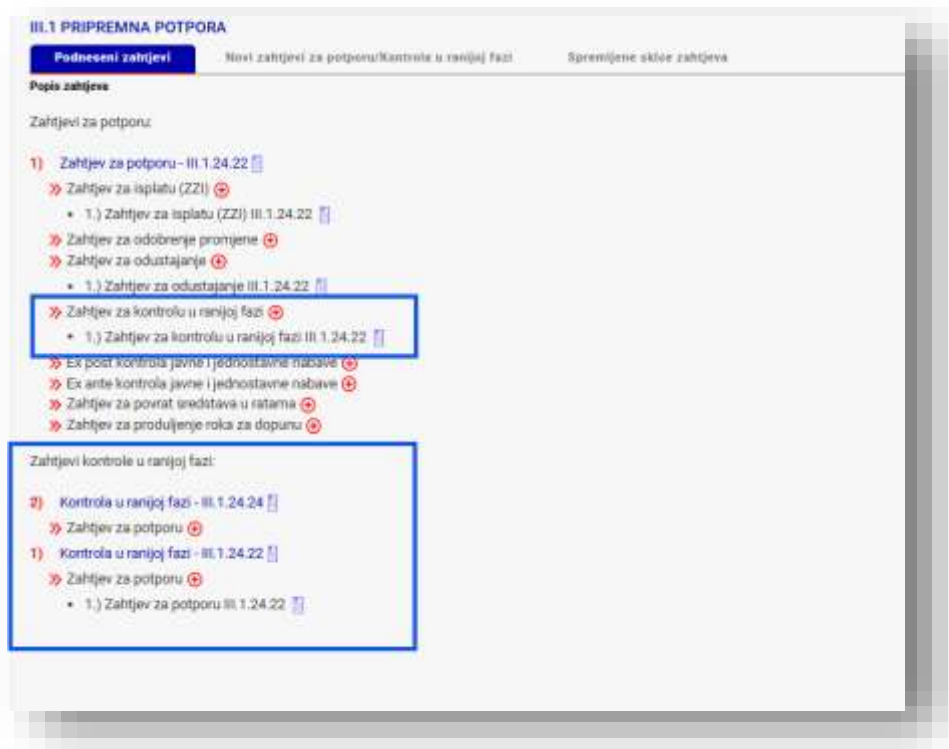 III.1 PRIPREMNA POTPORA
Podneseni zahtjevi Novi zahtjevi za potporu/Kontrola u ranijoj fazi Spremljene skice zahtjeva
Popis zahtjeva
Zahtjevi za potporu:
1) Zahtjev za potporu - III.1.24.22
Zahtjev za isplatu (ZZI)
• 1.) Zahtjev za isplatu (ZZI) III.1.24.22
Zahtjev za odobrenje promjene
Zahtjev za odustajanje
• 1.) Zahtjev za odustajanje III.1.24.22
Zahtjev za kontrolu u ranijoj fazi
• 1.) Zahtjev za kontrolu u ranijoj fazi III.1.24.22
Ex post kontrola javne i jednostavne nabave
Ex ante kontrola javne i jednostavne nabave
Zahtjev za povrat sredstava u ratama
Zahtjev za produljenje roka za dopunu
Zahtjevi kontrole u ranijoj fazi:
2) Kontrola u ranijoj fazi - III.1.24.24
Zahtjev za potporu
1) Kontrola u ranijoj fazi - III.1.24.22
Zahtjev za potporu
• 1.) Zahtjev za potporu III.1.24.22